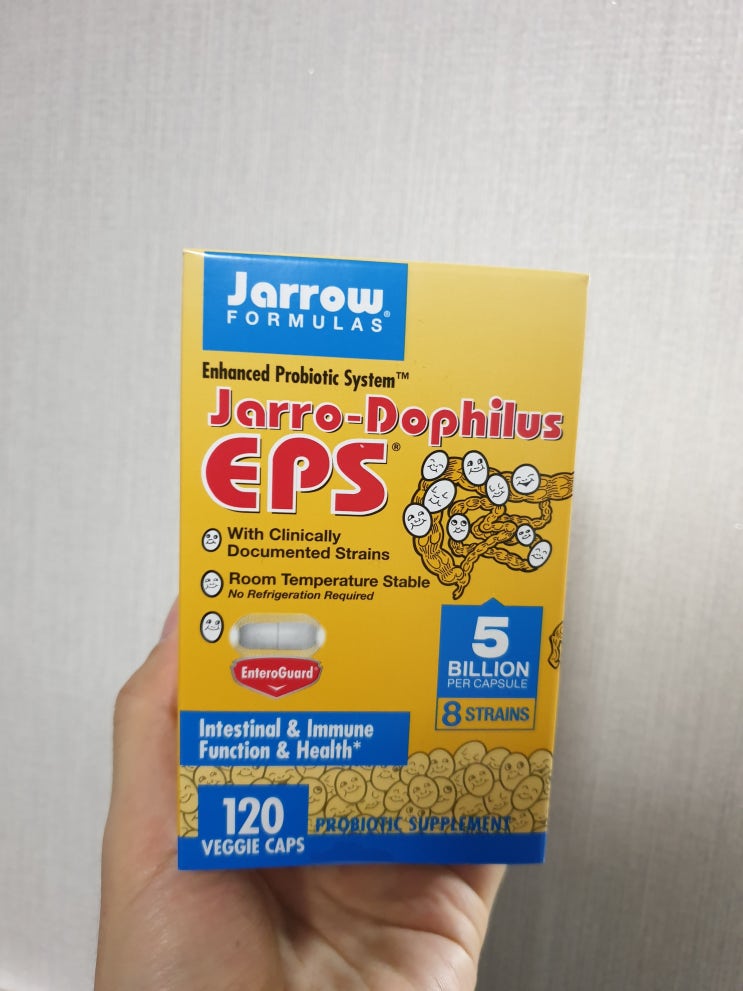 Jarrow
FORMULAS®
Enhanced Probiotic System™
Jarro-Dophilus
EPS®
With Clinically
Documented Strains
Room Temperature Stable
No Refrigeration Required
EnteroGuard®
5
BILLION
PER CAPSULE
8 STRAINS
Intestinal & Immune
Function & Health*
120
VEGGIE CAPS
PROBIOTIC SUPPLEMENT